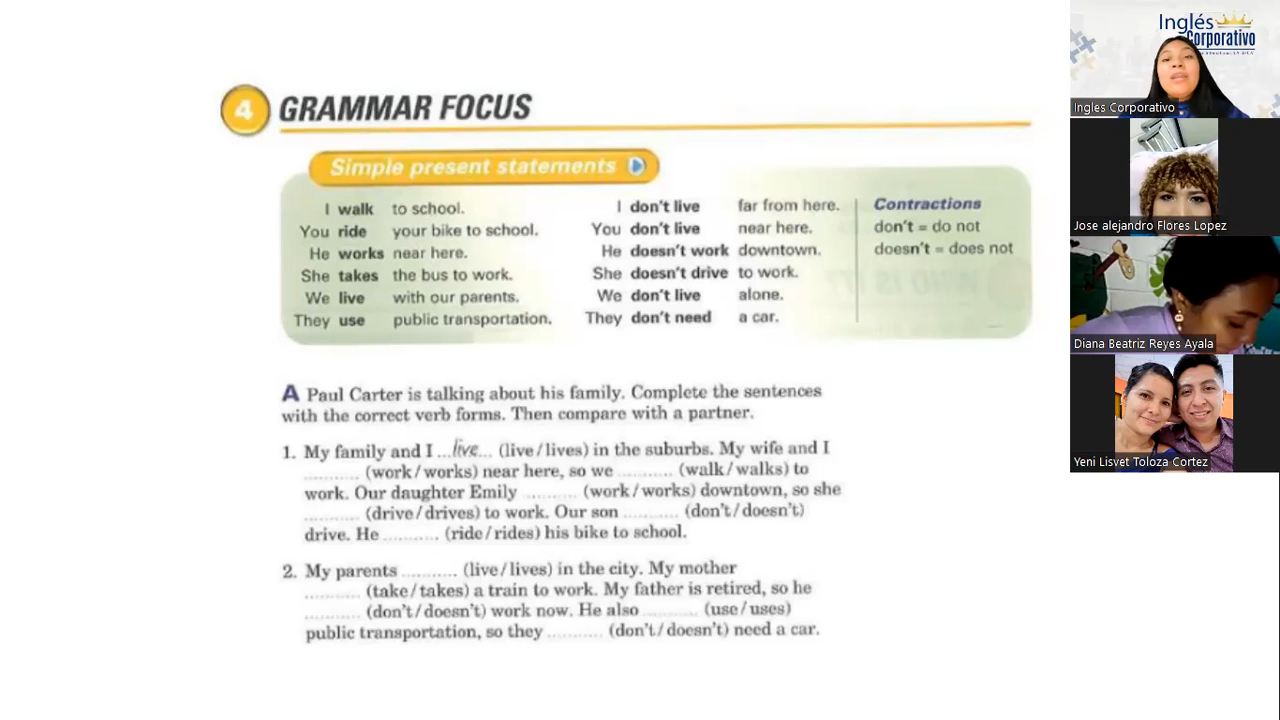 4 GRAMMAR FOCUS
Simple present statements
I walk to school.
You ride your bike to school.
He works near here.
She takes the bus to work.
We live with our parents.
They use public transportation.
I don't live far from here.
You don't live near here.
He doesn't work downtown.
She doesn't drive to work.
We don't live alone.
They don't need a car.
Contractions
don't = do not
doesn't = does not
A Paul Carter is talking about his family. Complete the sentences
with the correct verb forms. Then compare with a partner.
1. My family and I ...live... (live/lives) in the suburbs. My wife and I
.......... (work/works) near here, so we .......... (walk/walks) to
work. Our daughter Emily .......... (work/works) downtown, so she
.......... (drive/drives) to work. Our son .......... (don't/doesn't)
drive. He .......... (ride/rides) his bike to school.
2. My parents .......... (live/lives) in the city. My mother
.......... (take/takes) a train to work. My father is retired, so he
.......... (don't/doesn't) work now. He also .......... (use/uses)
public transportation, so they .......... (don't/doesn't) need a car.
Inglés
Corporativo
Ingles Corporativo
Jose alejandro Flores Lopez
Diana Beatriz Reyes Ayala
Yeni Lisvet Toloza Cortez